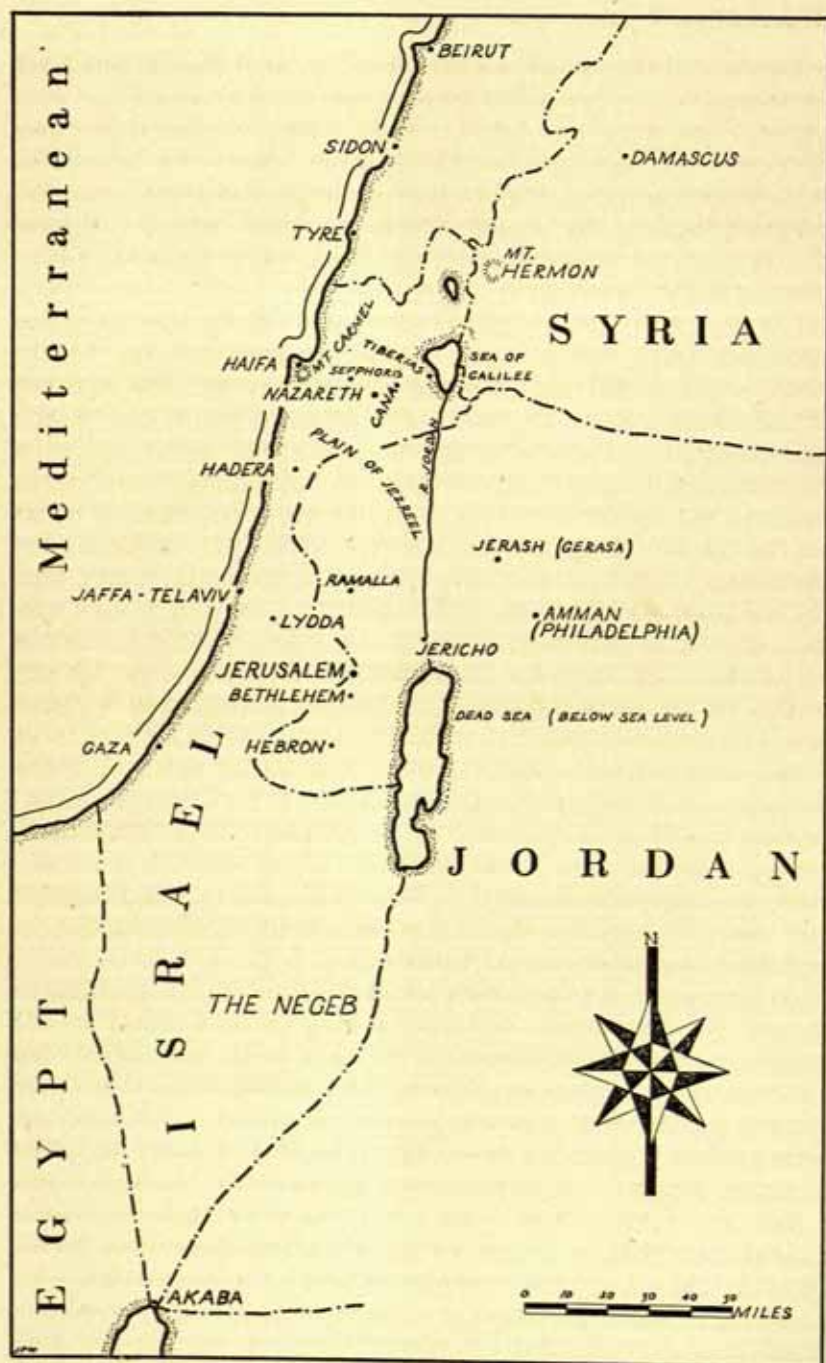 BEIRUT
SIDON
DAMASCUS
TYRE
MT.
HERMON
Mediterranean
SYRIA
HAIFA
MT CARMEL
TIBERIAS
SEA OF
GALILEE
SEPPHORIS
NAZARETH
CANA
PLAIN OF JEZREEL
R. JORDAN
HADERA
JERASH (GERASA)
JAFFA - TELAVIV
RAMALLA
LYDDA
AMMAN
(PHILADELPHIA)
JERICHO
JERUSALEM
BETHLEHEM
DEAD SEA (BELOW SEA LEVEL)
GAZA
HEBRON
ISRAEL
JORDAN
THE NEGEB
EGYPT
N
AKABA
0 10 20 30 40 50
MILES